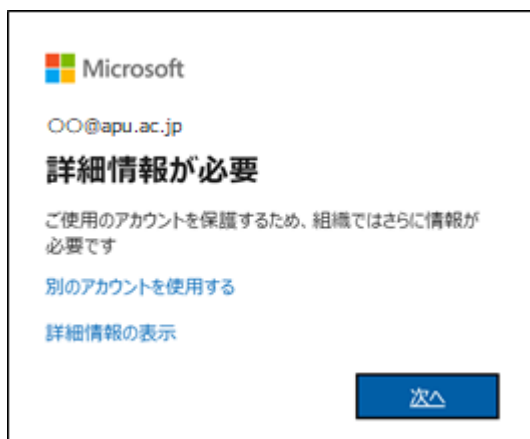 Microsoft
〇〇@apu.ac.jp
詳細情報が必要
ご使用のアカウントを保護するため、組織ではさらに情報が
必要です
別のアカウントを使用する
詳細情報の表示
次へ